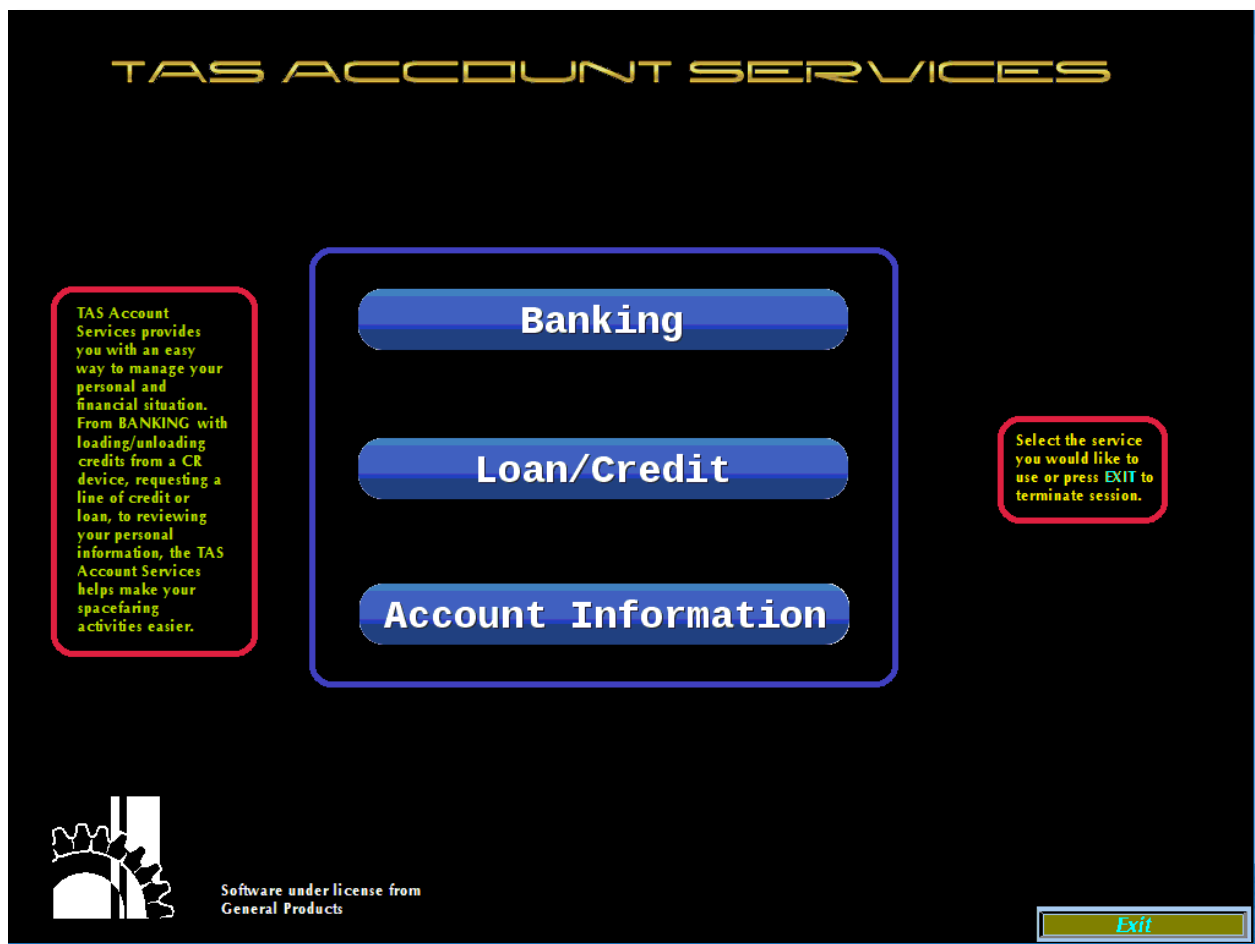 TAS ACCOUNT SERVICES
TAS Account
Services provides
you with an easy
way to manage your
personal and
financial situation.
From BANKING with
loading/unloading
credits from a CR
device, requesting a
line of credit or
loan, to reviewing
your personal
information, the TAS
Account Services
helps make your
spacefaring
activities easier.
Banking
Loan/Credit
Account Information
Select the service
you would like to
use or press EXIT to
terminate session.
Software under license from
General Products
Exit